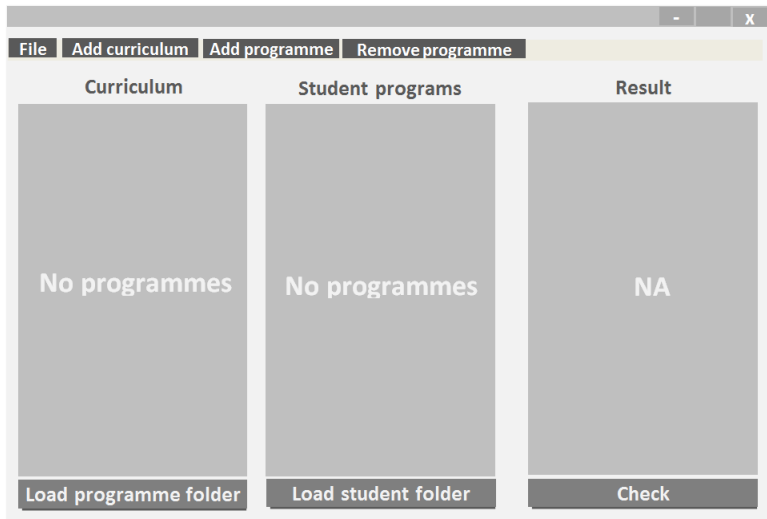 - x
File Add curriculum Add programme Remove programme
Curriculum Student programs Result
No programmes No programmes NA
Load programme folder Load student folder Check